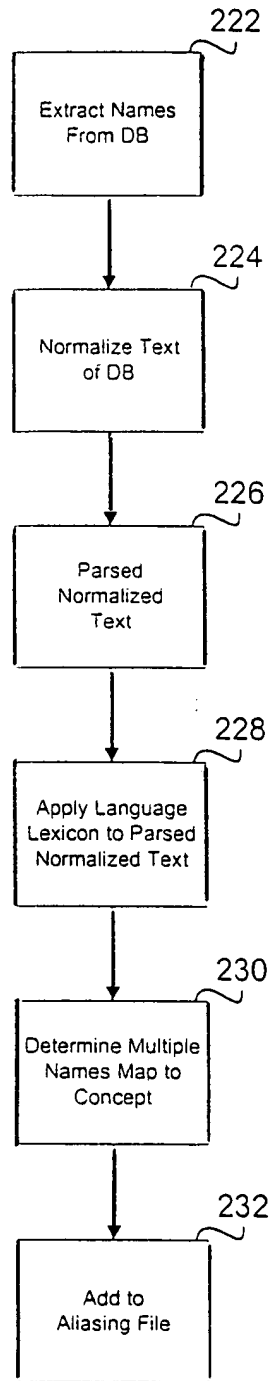 222
Extract Names
From DB
224
Normalize Text
of DB
226
Parsed
Normalized
Text
228
Apply Language
Lexicon to Parsed
Normalized Text
230
Determine Multiple
Names Map to
Concept
232
Add to
Aliasing File